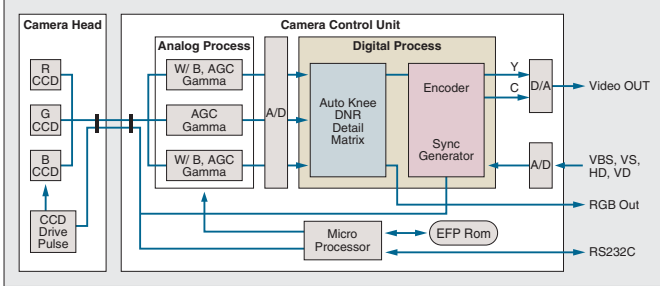 Camera Head
Camera Control Unit
Analog Process
Digital Process
R
CCD
G
CCD
B
CCD
CCD
Drive
Pulse
W/ B, AGC
Gamma
AGC
Gamma
W/ B, AGC
Gamma
A/D
Auto Knee
DNR
Detail
Matrix
Encoder
Sync
Generator
Y
C
D/A
A/D
Video OUT
VBS, VS,
HD, VD
RGB Out
Micro
Processor
EFP Rom
RS232C